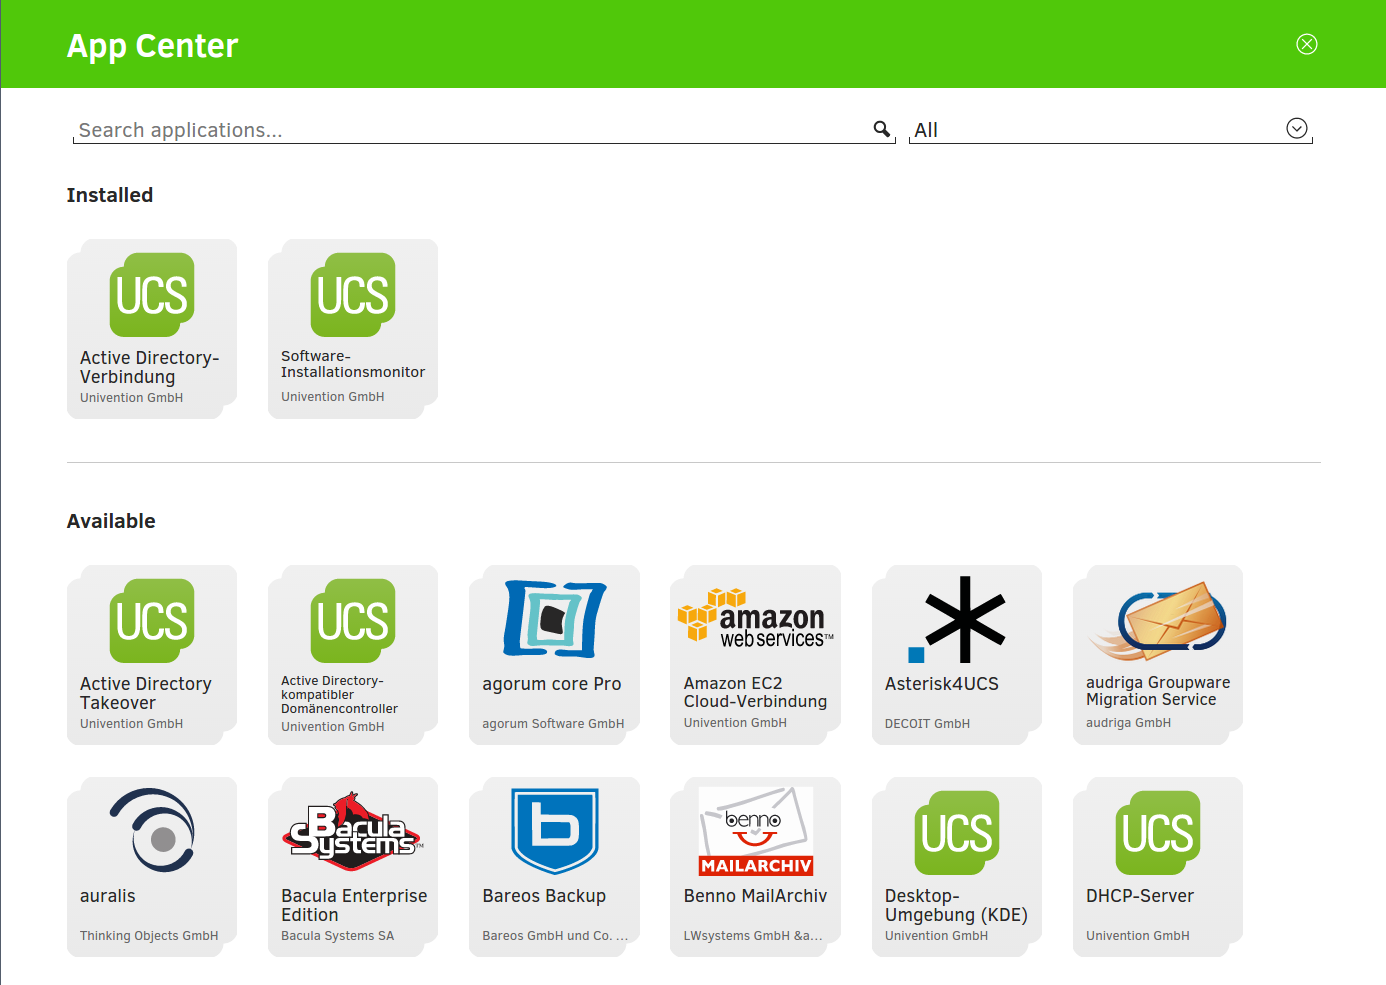 App Center
Search applications...
All
Installed
UCS
Active Directory-
Verbindung
Univention GmbH
UCS
Software-
Installationsmonitor
Univention GmbH
Available
UCS
Active Directory
Takeover
Univention GmbH
UCS
Active Directory-
kompatibler
Domänencontroller
Univention GmbH
agorum core Pro
agorum Software GmbH
amazon
webservices™
Amazon EC2
Cloud-Verbindung
Univention GmbH
Asterisk4UCS
DECOIT GmbH
audriga Groupware
Migration Service
audriga GmbH
auralis
Thinking Objects GmbH
Bacula
Systems™
Bacula Enterprise
Edition
Bacula Systems SA
b
Bareos Backup
Bareos GmbH und Co. ...
benno
MAILARCHIV
Benno MailArchiv
LWsystems GmbH &a...
UCS
Desktop-
Umgebung (KDE)
Univention GmbH
UCS
DHCP-Server
Univention GmbH